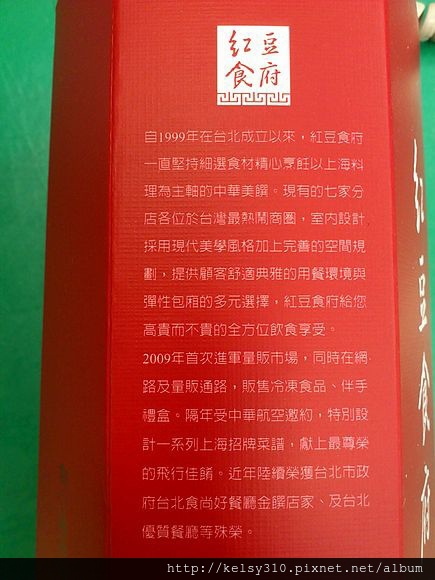 紅豆
食府
自1999年在台北成立以來，紅豆食府
一直堅持細選食材精心烹飪以上海料
理為主軸的中華美饌。現有的七家分
店各位於台灣最熱鬧商圈，室內設計
採用現代美學風格加上完善的空間規
劃，提供顧客舒適典雅的用餐環境與
彈性包廂的多元選擇，紅豆食府給您
高貴而不貴的全方位飲食享受。
2009年首次進軍量販市場，同時在網
路及量販通路，販售冷凍食品、伴手
禮盒。隔年受中華航空邀約，特別設
計一系列上海招牌菜譜，獻上最尊榮
的飛行佳餚。近年陸續榮獲台北市政
府台北食尚好餐廳金饌店家、及台北
優質餐廳等殊榮。
紅豆食府
http://kelsy310.pixnet.net/album